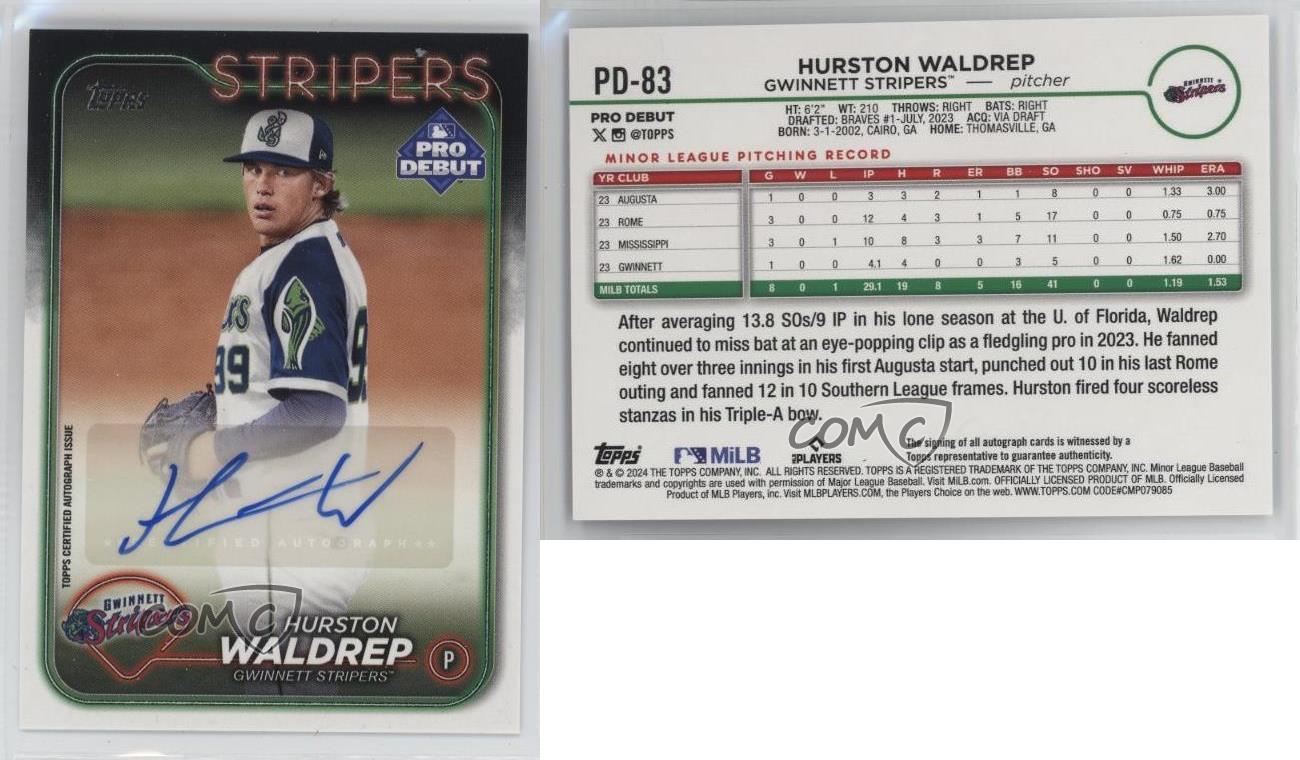 STRIPERS
Topps
PRO
DEBUT
99
TOPPS CERTIFIED AUTOGRAPH ISSUE
GWINNETT
Stripers
COMC
HURSTON
WALDREP
P
GWINNETT STRIPERS™
PD-83
HURSTON WALDREP
GWINNETT STRIPERS™ — pitcher
GWINNETT
Stripers
PRO DEBUT
@TOPPS
HT: 6'2" WT: 210 THROWS: RIGHT BATS: RIGHT
DRAFTED: BRAVES #1-JULY, 2023 ACQ: VIA DRAFT
BORN: 3-1-2002, CAIRO, GA HOME: THOMASVILLE, GA
MINOR LEAGUE PITCHING RECORD
YR CLUB G W L IP H R ER BB SO SHO SV WHIP ERA
23 AUGUSTA 1 0 0 3 3 2 1 1 8 0 0 1.33 3.00
23 ROME 3 0 0 12 4 3 1 5 17 0 0 0.75 0.75
23 MISSISSIPPI 3 0 1 10 8 3 3 7 11 0 0 1.50 2.70
23 GWINNETT 1 0 0 4.1 4 0 0 3 5 0 0 1.62 0.00
MILB TOTALS 8 0 1 29.1 19 8 5 16 41 0 0 1.19 1.53
After averaging 13.8 SOs/9 IP in his lone season at the U. of Florida, Waldrep
continued to miss bat at an eye-popping clip as a fledgling pro in 2023. He fanned
eight over three innings in his first Augusta start, punched out 10 in his last Rome
outing and fanned 12 in 10 Southern League frames. Hurston fired four scoreless
stanzas in his Triple-A bow.
COMC
Topps MiLB PLAYERS
The signing of all autograph cards is witnessed by a
Topps representative to guarantee authenticity.
® & © 2024 THE TOPPS COMPANY, INC. ALL RIGHTS RESERVED. TOPPS IS A REGISTERED TRADEMARK OF THE TOPPS COMPANY, INC. Minor League Baseball
trademarks and copyrights are used with permission of Major League Baseball. Visit MiLB.com. OFFICIALLY LICENSED PRODUCT OF MLB. Officially Licensed
Product of MLB Players, inc. Visit MLBPLAYERS.COM, the Players Choice on the web. WWW.TOPPS.COM CODE#CMP079085